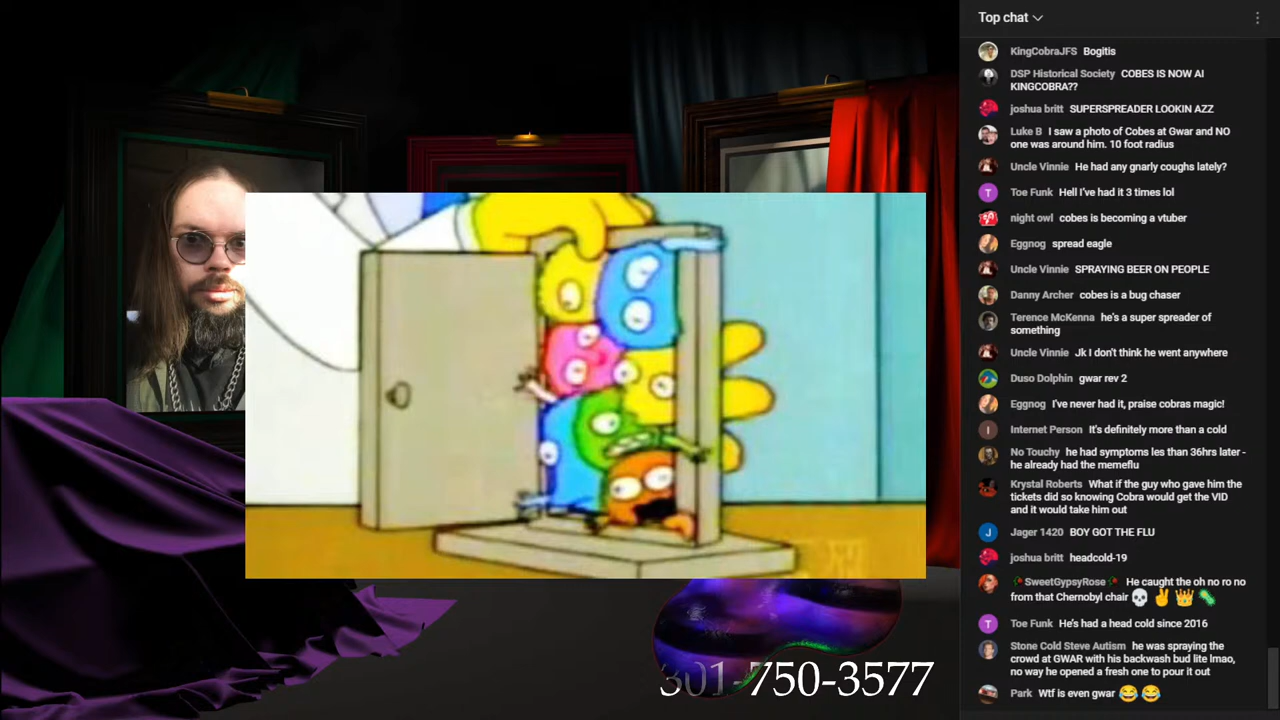 Top chat
KingCobraJFS Bogitis
DSP Historical Society COBES IS NOW AI
KINGCOBRA??
joshua britt SUPERSPREADER LOOKIN AZZ
Luke B I saw a photo of Cobes at Gwar and NO
one was around him. 10 foot radius
Uncle Vinnie He had any gnarly coughs lately?
Toe Funk Hell I've had it 3 times lol
night owl cobes is becoming a vtuber
Eggnog spread eagle
Uncle Vinnie SPRAYING BEER ON PEOPLE
Danny Archer cobes is a bug chaser
Terence McKenna he's a super spreader of
something
Uncle Vinnie Jk I don't think he went anywhere
Duso Dolphin gwar rev 2
Eggnog I've never had it, praise cobras magic!
Internet Person It's definitely more than a cold
No Touchy he had symptoms les than 36hrs later -
he already had the memeflu
Krystal Roberts What if the guy who gave him the
tickets did so knowing Cobra would get the VID
and it would take him out
Jager 1420 BOY GOT THE FLU
joshua britt headcold-19
🌹SweetGypsyRose🌹 He caught the oh no ro no
from that Chernobyl chair 💀✌️👑🦠
Toe Funk He's had a head cold since 2016
Stone Cold Steve Autism he was spraying the
crowd at GWAR with his backwash bud lite lmao,
no way he opened a fresh one to pour it out
Park Wtf is even gwar 😂😂
301-750-3577